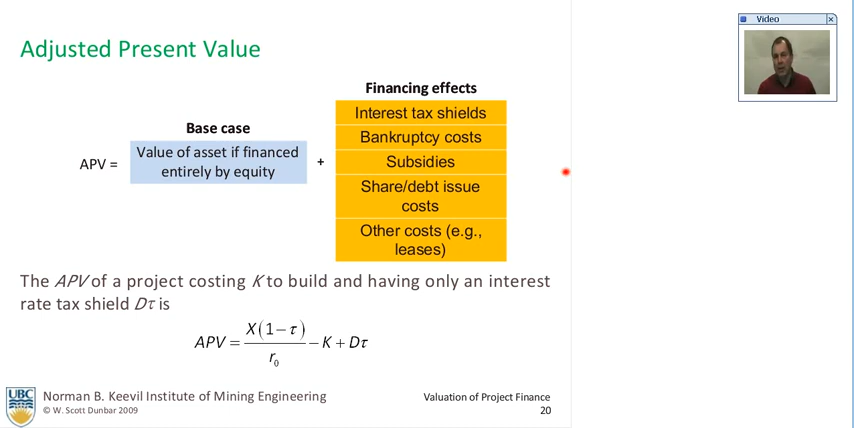 Video
Adjusted Present Value
Financing effects
Base case
APV =
Value of asset if financed
entirely by equity
+
Interest tax shields
Bankruptcy costs
Subsidies
Share/debt issue
costs
Other costs (e.g.,
leases)
The APV of a project costing K to build and having only an interest
rate tax shield Dτ is
APV = X(1−τ)/r₀ − K + Dτ
UBC
Norman B. Keevil Institute of Mining Engineering
© W. Scott Dunbar 2009
Valuation of Project Finance
20